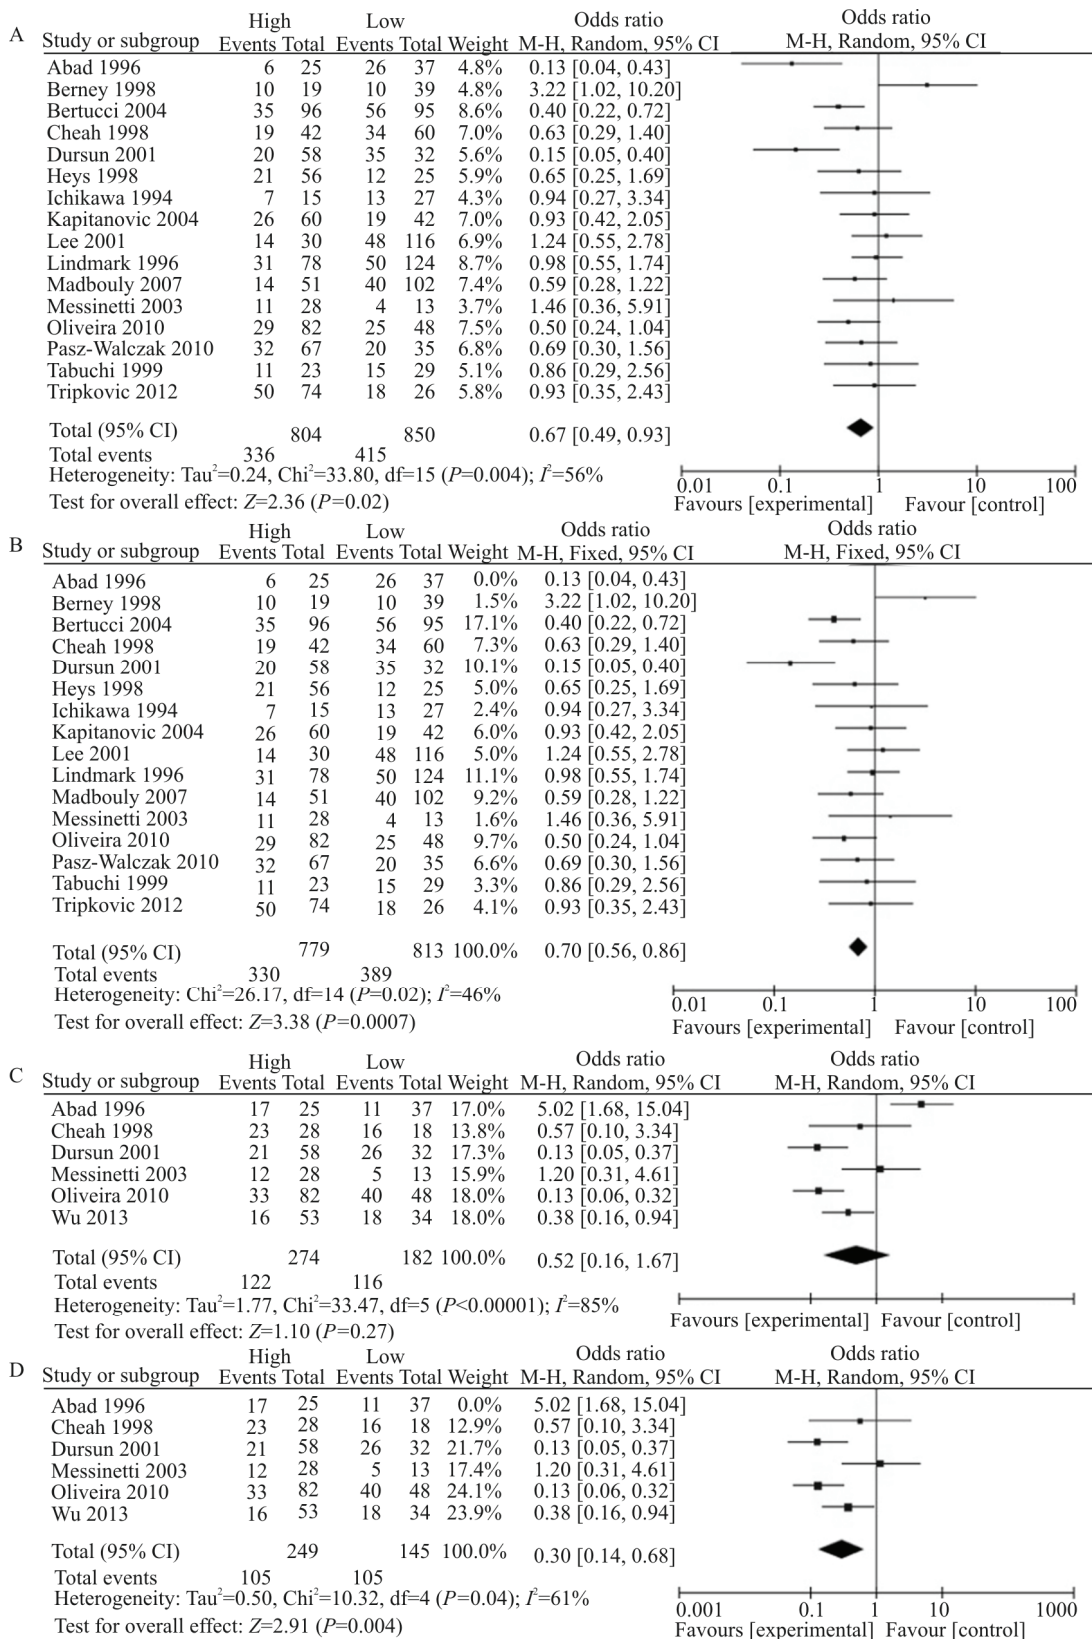 A
High Low Odds ratio Odds ratio
Study or subgroup Events Total Events Total Weight M-H, Random, 95% CI M-H, Random, 95% CI
Abad 1996 6 25 26 37 4.8% 0.13 [0.04, 0.43]
Berney 1998 10 19 10 39 4.8% 3.22 [1.02, 10.20]
Bertucci 2004 35 96 56 95 8.6% 0.40 [0.22, 0.72]
Cheah 1998 19 42 34 60 7.0% 0.63 [0.29, 1.40]
Dursun 2001 20 58 35 32 5.6% 0.15 [0.05, 0.40]
Heys 1998 21 56 12 25 5.9% 0.65 [0.25, 1.69]
Ichikawa 1994 7 15 13 27 4.3% 0.94 [0.27, 3.34]
Kapitanovic 2004 26 60 19 42 7.0% 0.93 [0.42, 2.05]
Lee 2001 14 30 48 116 6.9% 1.24 [0.55, 2.78]
Lindmark 1996 31 78 50 124 8.7% 0.98 [0.55, 1.74]
Madbouly 2007 14 51 40 102 7.4% 0.59 [0.28, 1.22]
Messinetti 2003 11 28 4 13 3.7% 1.46 [0.36, 5.91]
Oliveira 2010 29 82 25 48 7.5% 0.50 [0.24, 1.04]
Pasz-Walczak 2010 32 67 20 35 6.8% 0.69 [0.30, 1.56]
Tabuchi 1999 11 23 15 29 5.1% 0.86 [0.29, 2.56]
Tripkovic 2012 50 74 18 26 5.8% 0.93 [0.35, 2.43]
Total (95% CI) 804 850 0.67 [0.49, 0.93]
Total events 336 415
Heterogeneity: Tau²=0.24, Chi²=33.80, df=15 (P=0.004); I²=56%
Test for overall effect: Z=2.36 (P=0.02)
0.01 0.1 1 10 100
Favours [experimental] Favour [control]
B
High Low Odds ratio Odds ratio
Study or subgroup Events Total Events Total Weight M-H, Fixed, 95% CI M-H, Fixed, 95% CI
Abad 1996 6 25 26 37 0.0% 0.13 [0.04, 0.43]
Berney 1998 10 19 10 39 1.5% 3.22 [1.02, 10.20]
Bertucci 2004 35 96 56 95 17.1% 0.40 [0.22, 0.72]
Cheah 1998 19 42 34 60 7.3% 0.63 [0.29, 1.40]
Dursun 2001 20 58 35 32 10.1% 0.15 [0.05, 0.40]
Heys 1998 21 56 12 25 5.0% 0.65 [0.25, 1.69]
Ichikawa 1994 7 15 13 27 2.4% 0.94 [0.27, 3.34]
Kapitanovic 2004 26 60 19 42 6.0% 0.93 [0.42, 2.05]
Lee 2001 14 30 48 116 5.0% 1.24 [0.55, 2.78]
Lindmark 1996 31 78 50 124 11.1% 0.98 [0.55, 1.74]
Madbouly 2007 14 51 40 102 9.2% 0.59 [0.28, 1.22]
Messinetti 2003 11 28 4 13 1.6% 1.46 [0.36, 5.91]
Oliveira 2010 29 82 25 48 9.7% 0.50 [0.24, 1.04]
Pasz-Walczak 2010 32 67 20 35 6.6% 0.69 [0.30, 1.56]
Tabuchi 1999 11 23 15 29 3.3% 0.86 [0.29, 2.56]
Tripkovic 2012 50 74 18 26 4.1% 0.93 [0.35, 2.43]
Total (95% CI) 779 813 100.0% 0.70 [0.56, 0.86]
Total events 330 389
Heterogeneity: Chi²=26.17, df=14 (P=0.02); I²=46%
Test for overall effect: Z=3.38 (P=0.0007)
0.01 0.1 1 10 100
Favours [experimental] Favour [control]
C
High Low Odds ratio Odds ratio
Study or subgroup Events Total Events Total Weight M-H, Random, 95% CI M-H, Random, 95% CI
Abad 1996 17 25 11 37 17.0% 5.02 [1.68, 15.04]
Cheah 1998 23 28 16 18 13.8% 0.57 [0.10, 3.34]
Dursun 2001 21 58 26 32 17.3% 0.13 [0.05, 0.37]
Messinetti 2003 12 28 5 13 15.9% 1.20 [0.31, 4.61]
Oliveira 2010 33 82 40 48 18.0% 0.13 [0.06, 0.32]
Wu 2013 16 53 18 34 18.0% 0.38 [0.16, 0.94]
Total (95% CI) 274 182 100.0% 0.52 [0.16, 1.67]
Total events 122 116
Heterogeneity: Tau²=1.77, Chi²=33.47, df=5 (P<0.00001); I²=85%
Test for overall effect: Z=1.10 (P=0.27)
Favours [experimental] Favour [control]
D
High Low Odds ratio Odds ratio
Study or subgroup Events Total Events Total Weight M-H, Random, 95% CI M-H, Random, 95% CI
Abad 1996 17 25 11 37 0.0% 5.02 [1.68, 15.04]
Cheah 1998 23 28 16 18 12.9% 0.57 [0.10, 3.34]
Dursun 2001 21 58 26 32 21.7% 0.13 [0.05, 0.37]
Messinetti 2003 12 28 5 13 17.4% 1.20 [0.31, 4.61]
Oliveira 2010 33 82 40 48 24.1% 0.13 [0.06, 0.32]
Wu 2013 16 53 18 34 23.9% 0.38 [0.16, 0.94]
Total (95% CI) 249 145 100.0% 0.30 [0.14, 0.68]
Total events 105 105
Heterogeneity: Tau²=0.50, Chi²=10.32, df=4 (P=0.04); I²=61%
Test for overall effect: Z=2.91 (P=0.004)
0.001 0.1 1 10 1000
Favours [experimental] Favour [control]